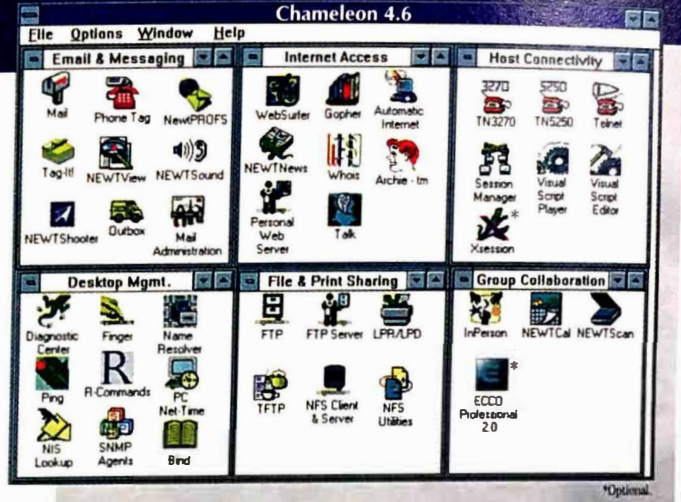 Chameleon 4.6
File Options Window Help
Email & Messaging
Mail
Phone Tag
NewtPROFS
Tag-It!
NEWTView
NEWTSound
NEWTShooter
Outbox
Mail
Administration
Internet Access
WebSurfer
Gopher
Automatic
Internet
NEWTNews
Whois
Archie - tm
Personal
Web
Server
Talk
Host Connectivity
3270
TN3270
5250
TN5250
Telnet
Session
Manager
Visual
Script
Player
Visual
Script
Editor
*
Xsession
Desktop Mgmt.
Diagnostic
Center
Finger
Name
Resolver
Ping
R
R-Commands
PC
Net-Time
NIS
Lookup
SNMP
Agents
Bind
File & Print Sharing
FTP
FTP Server
LPR/LPD
TFTP
NFS Client
& Server
NFS
Utilities
Group Collaboration
InPerson
NEWTCal
NEWTScan
E
*
ECCO
Professional
2.0
*Optional